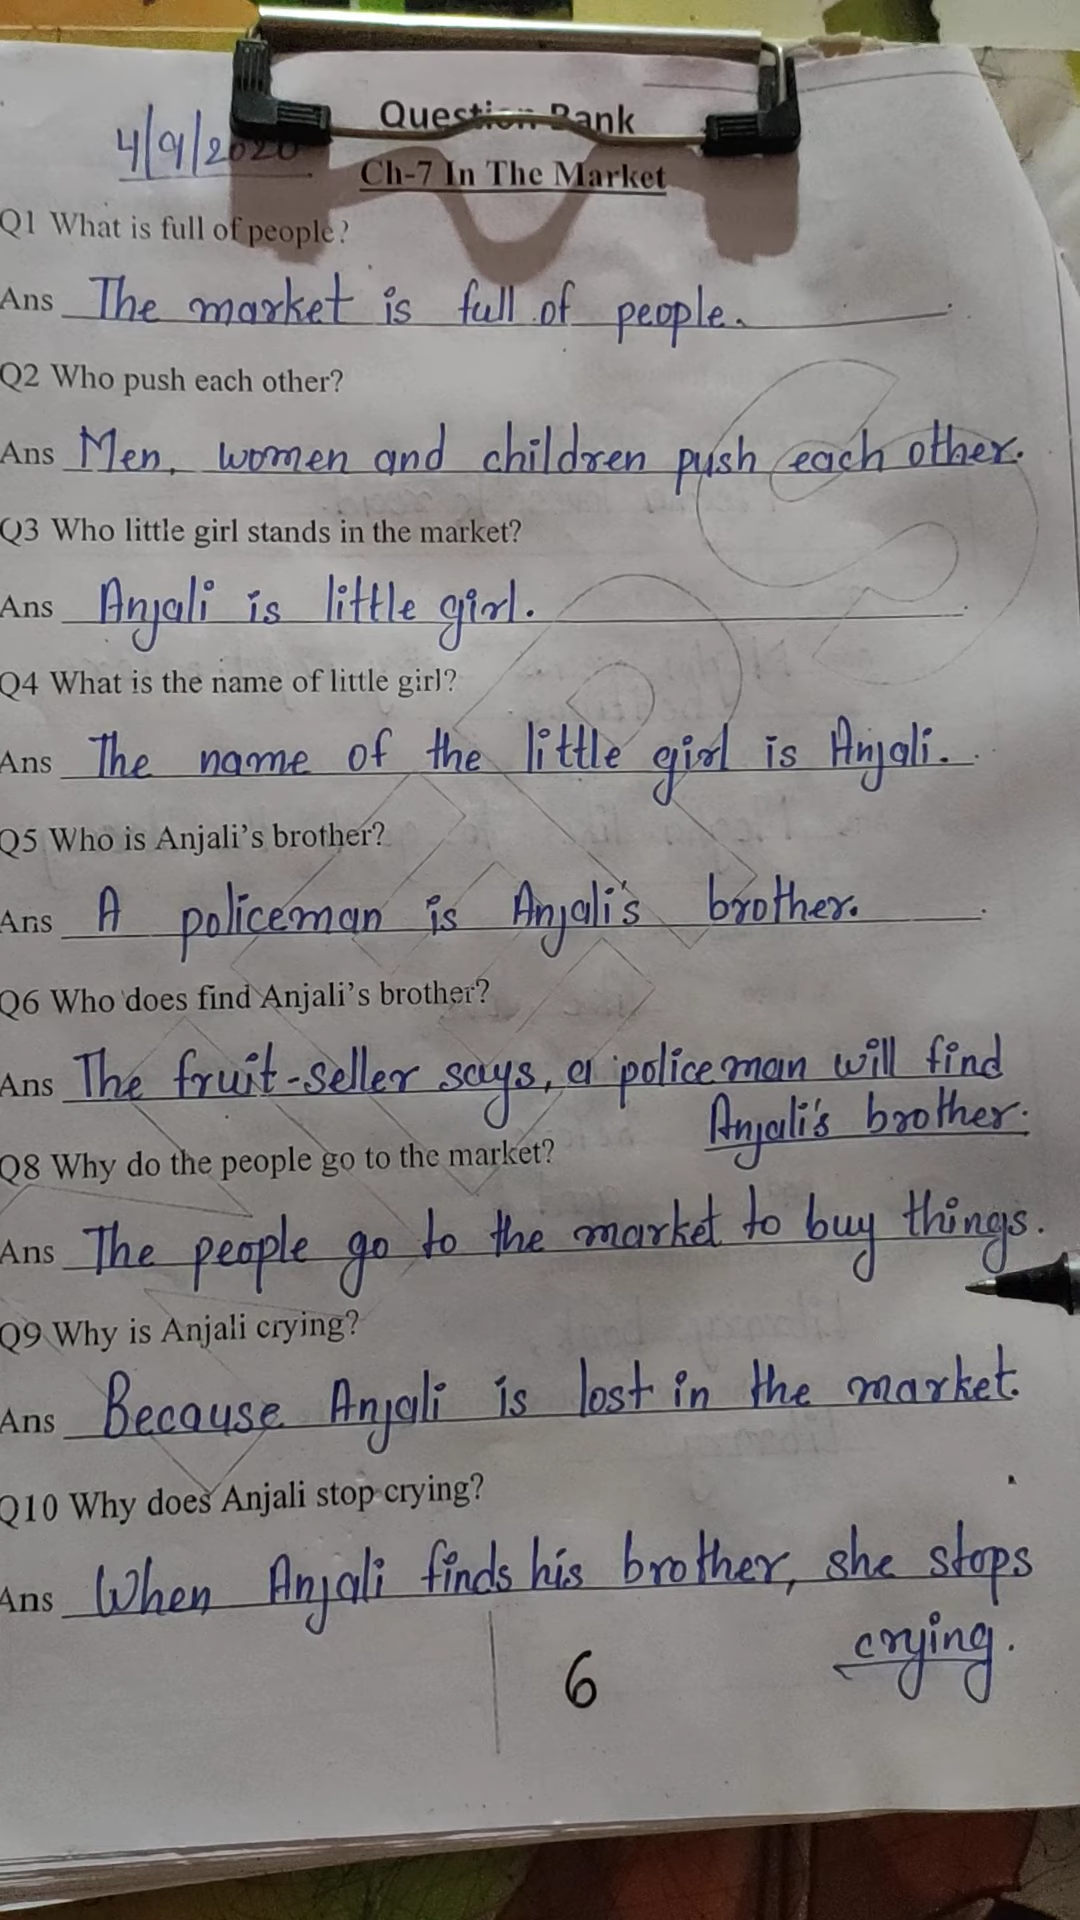 Question Bank
4/9/2020
Ch-7 In The Market
Q1 What is full of people?
Ans The market is full of people.
Q2 Who push each other?
Ans Men, women and children push each other.
Q3 Who little girl stands in the market?
Ans Anjali is little girl.
Q4 What is the name of little girl?
Ans The name of the little girl is Anjali.
Q5 Who is Anjali's brother?
Ans A policeman is Anjali's brother.
Q6 Who does find Anjali's brother?
Ans The fruit-seller says, a policeman will find
Anjali's brother.
Q8 Why do the people go to the market?
Ans The people go to the market to buy things.
Q9 Why is Anjali crying?
Ans Because Anjali is lost in the market.
Q10 Why does Anjali stop crying?
Ans When Anjali finds his brother, she stops
crying.
6